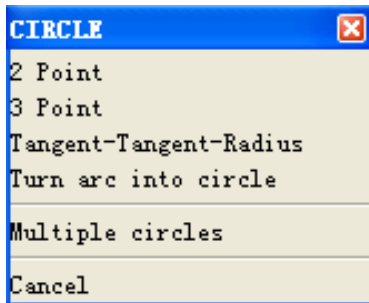 CIRCLE
2 Point
3 Point
Tangent-Tangent-Radius
Turn arc into circle
Multiple circles
Cancel